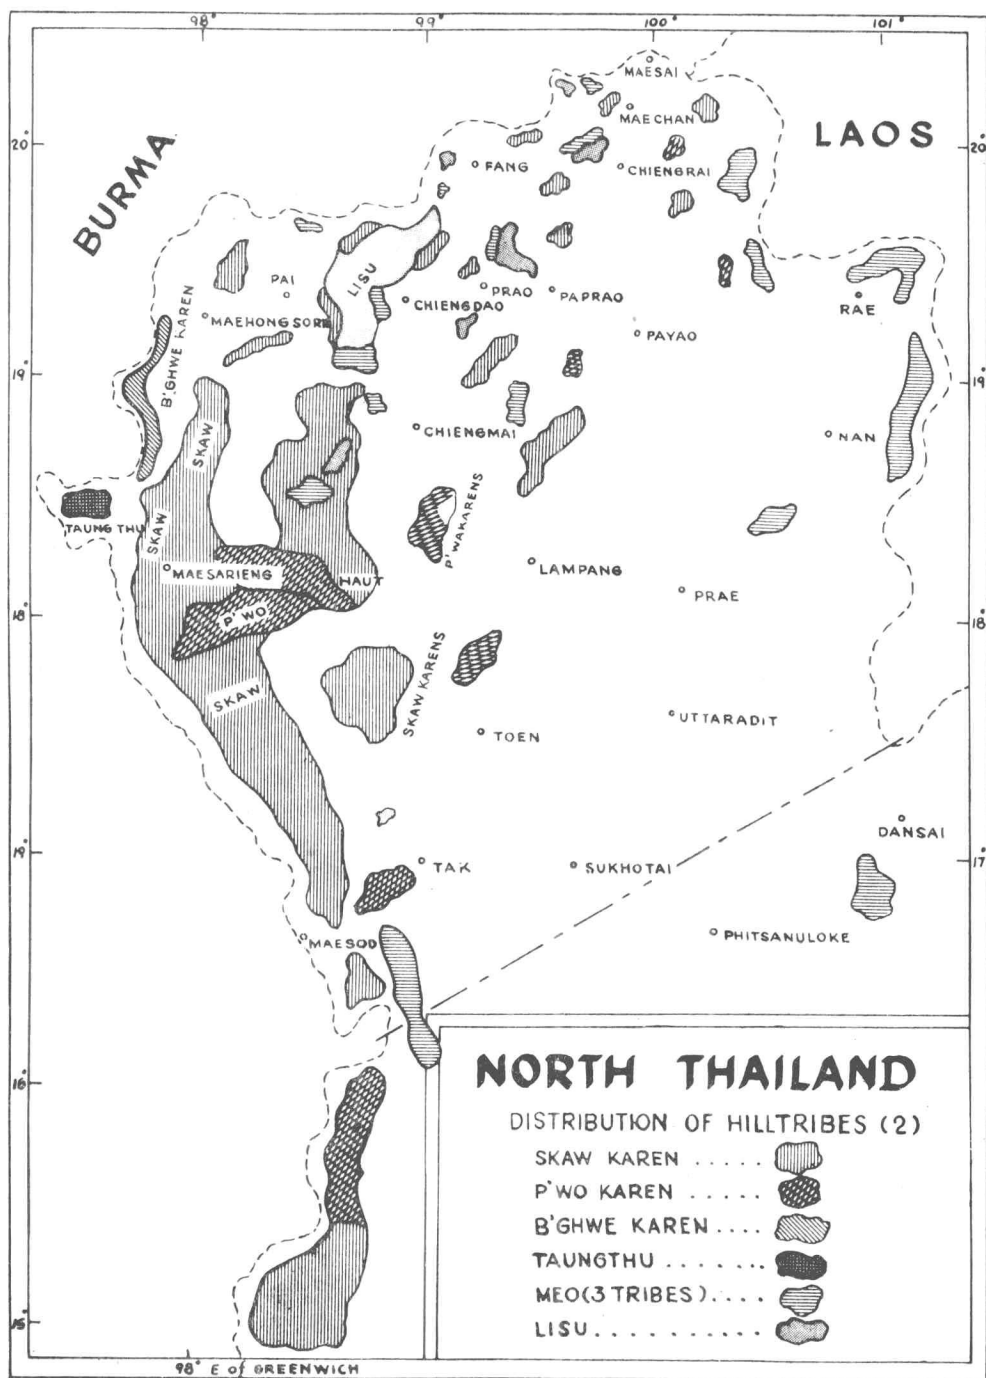 98°
99°
100°
101°
MAESAI
MAECHAN
LAOS
20°
20°
BURMA
FANG
CHIENGRAI
LISU
PAI
PRAO
PAPRAO
CHIENGDAO
RAE
MAEHONGSORN
PAYAO
B'GHWE KAREN
19°
19°
SKAW
CHIENGMAI
NAN
P'WAKARENS
TAUNGTHU
SKAW
MAESARIENG
HAUT
LAMPANG
PRAE
P'WO
18°
18°
SKAW
SKAW KARENS
UTTARADIT
TOEN
DANSAI
19°
17°
TAK
SUKHOTAI
MAESOD
PHITSANULOKE
16°
NORTH THAILAND
DISTRIBUTION OF HILLTRIBES (2)
SKAW KAREN .....
P'WO KAREN .....
B'GHWE KAREN ....
TAUNGTHU .......
MEO (3 TRIBES) ....
LISU ..........
15°
98° E of GREENWICH